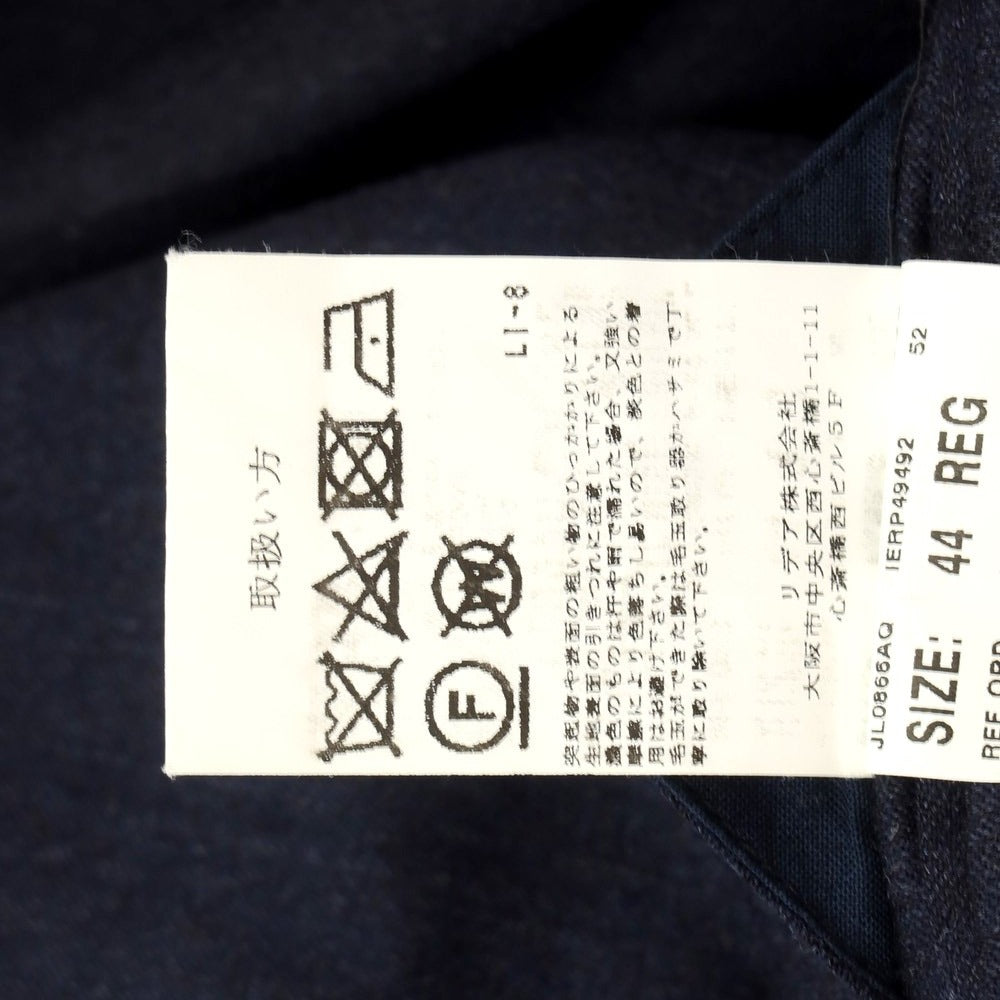 取扱い方
F
W
LI-8
突起物や表面の粗い物のひっかかりによる
生地表面の引きつれに在意して下さい。
濃色のものは汗や雨で濡れた場合、又強い
摩擦により色落ちし易いので、淡色との着
用はお避け下さい。
毛玉ができた際は毛玉取り器かハサミで丁
寧に取り除いて下さい。
リデア株式会社
大阪市中央区西心斎橋1-1-11
心斎橋西ビル5F
JL0866AQ IERP49492 52
SIZE: 44 REG
REF.ORD